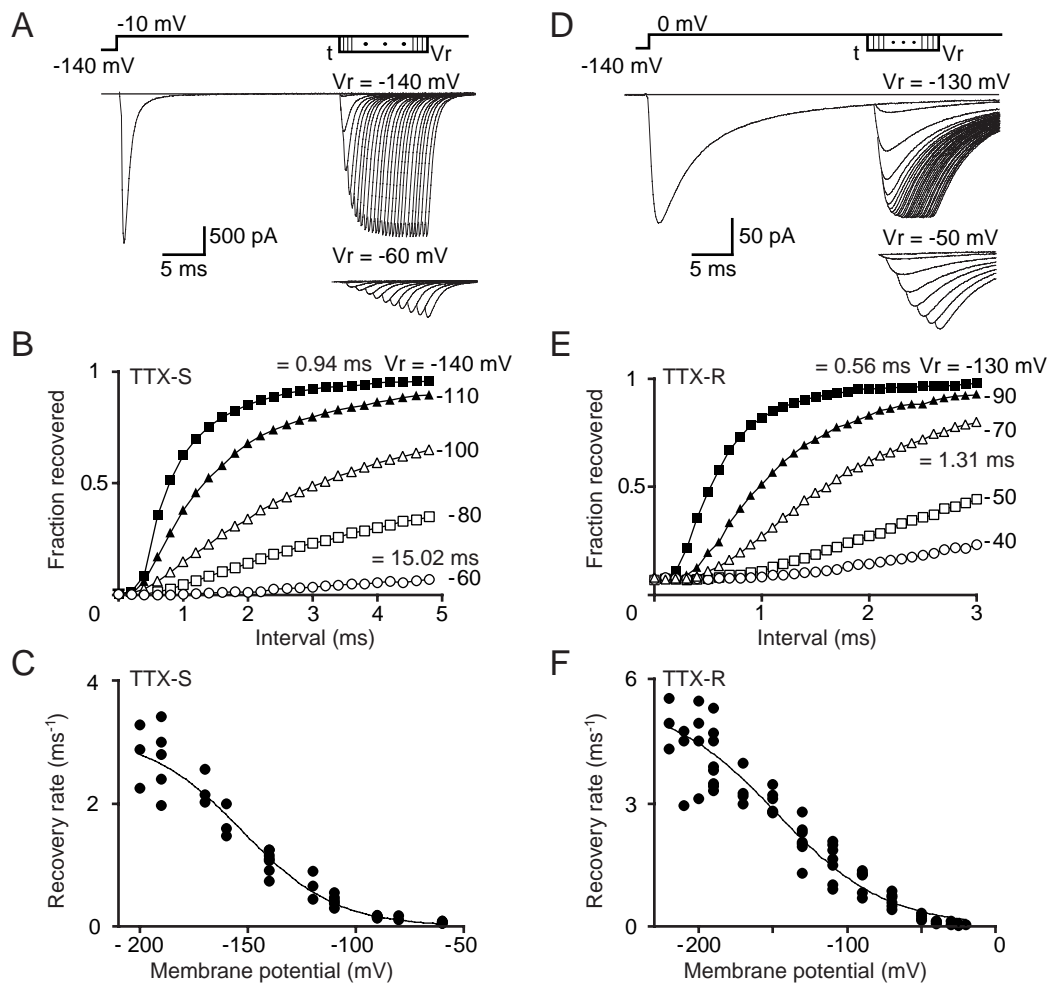 A
-10 mV
-140 mV
t
Vr
Vr = -140 mV
500 pA
5 ms
Vr = -60 mV
D
0 mV
-140 mV
t
Vr
Vr = -130 mV
50 pA
5 ms
Vr = -50 mV
B
TTX-S
= 0.94 ms
Vr = -140 mV
-110
-100
-80
= 15.02 ms
-60
Fraction recovered
1
0.5
0
1
2
3
4
5
Interval (ms)
E
TTX-R
= 0.56 ms
Vr = -130 mV
-90
-70
= 1.31 ms
-50
-40
Fraction recovered
1
0.5
0
1
2
3
Interval (ms)
C
TTX-S
Recovery rate (ms-1)
4
2
0
- 200
-150
-100
-50
Membrane potential (mV)
F
TTX-R
Recovery rate (ms-1)
6
3
0
-200
-100
0
Membrane potential (mV)